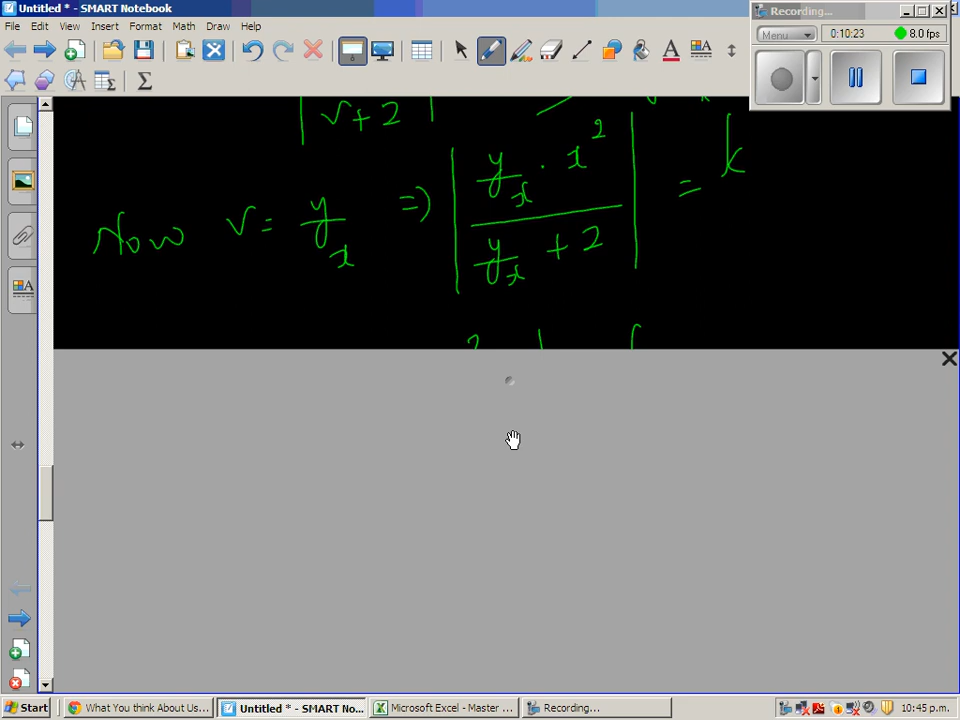 Untitled * - SMART Notebook
Recording...
File Edit View Insert Format Math Draw Help
Menu
0:10:23
8.0 fps
|v+2|
Now v = y/x => | y/x . x^2 / y/x + 2 | = k
Start
What You think About Us...
Untitled * - SMART No...
Microsoft Excel - Master ...
Recording...
10:45 p.m.